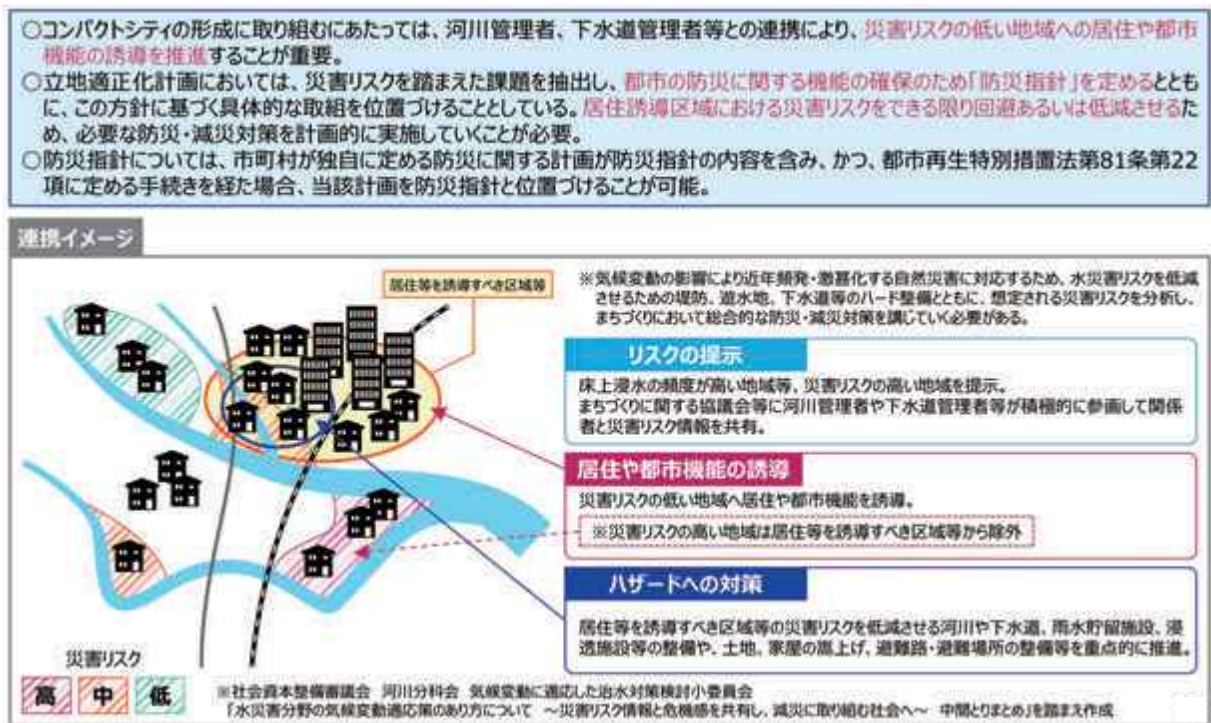 ○コンパクトシティの形成に取り組むにあたっては、河川管理者、下水道管理者等との連携により、災害リスクの低い地域への居住や都市
機能の誘導を推進することが重要。
○立地適正化計画においては、災害リスクを踏まえた課題を抽出し、都市の防災に関する機能の確保のため「防災指針」を定めるととも
に、この方針に基づく具体的な取組を位置づけることとしている。居住誘導区域における災害リスクをできる限り回避あるいは低減させるた
め、必要な防災・減災対策を計画的に実施していくことが必要。
○防災指針については、市町村が独自に定める防災に関する計画が防災指針の内容を含み、かつ、都市再生特別措置法第81条第22
項に定める手続きを経た場合、当該計画を防災指針と位置づけることが可能。
連携イメージ
居住等を誘導すべき区域等
※気候変動の影響により近年頻発・激甚化する自然災害に対応するため、水災害リスクを低減
させるための堤防、遊水地、下水道等のハード整備とともに、想定される災害リスクを分析し、
まちづくりにおいて総合的な防災・減災対策を講じていく必要がある。
リスクの提示
床上浸水の頻度が高い地域等、災害リスクの高い地域を提示。
まちづくりに関する協議会等に河川管理者や下水道管理者等が積極的に参画して関係
者と災害リスク情報を共有。
居住や都市機能の誘導
災害リスクの低い地域へ居住や都市機能を誘導。
※災害リスクの高い地域は居住等を誘導すべき区域等から除外
ハザードへの対策
居住等を誘導すべき区域等の災害リスクを低減させる河川や下水道、雨水貯留施設、浸
透施設等の整備や、土地、家屋の嵩上げ、避難路・避難場所の整備等を重点的に推進。
災害リスク
高 中 低
※社会資本整備審議会 河川分科会 気候変動に適応した治水対策検討小委員会
「水災害分野の気候変動適応策のあり方について ～災害リスク情報と危機感を共有し、減災に取り組む社会へ～ 中間とりまとめ」を踏まえ作成